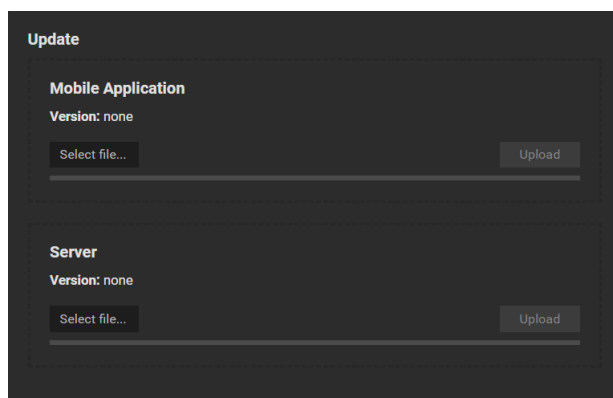 Update
Mobile Application
Version: none
Select file...
Upload
Server
Version: none
Select file...
Upload